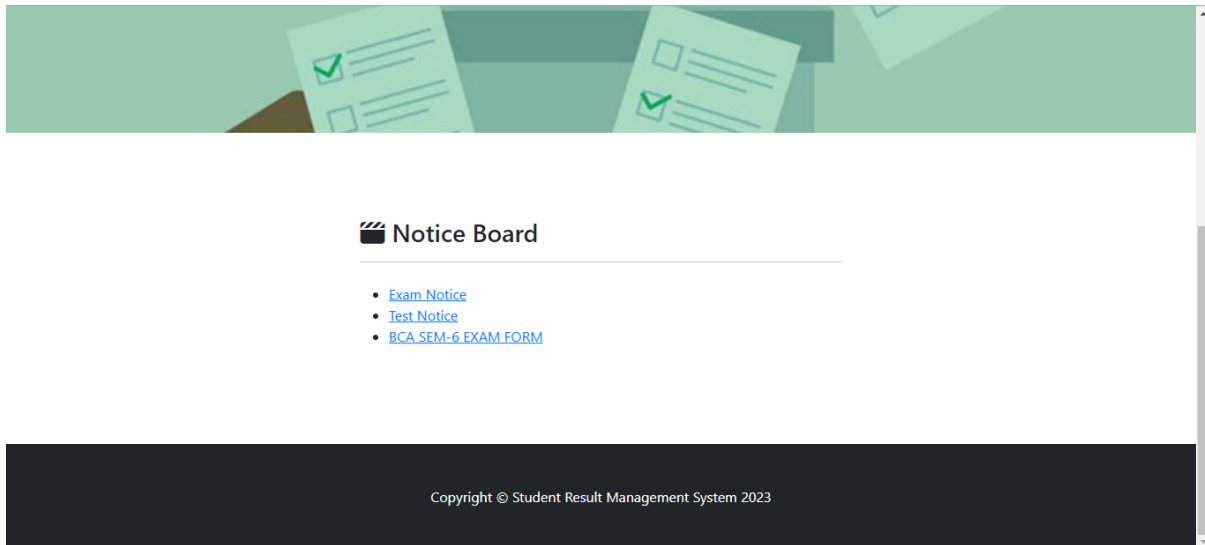 Notice Board
Exam Notice
Test Notice
BCA SEM-6 EXAM FORM
Copyright © Student Result Management System 2023